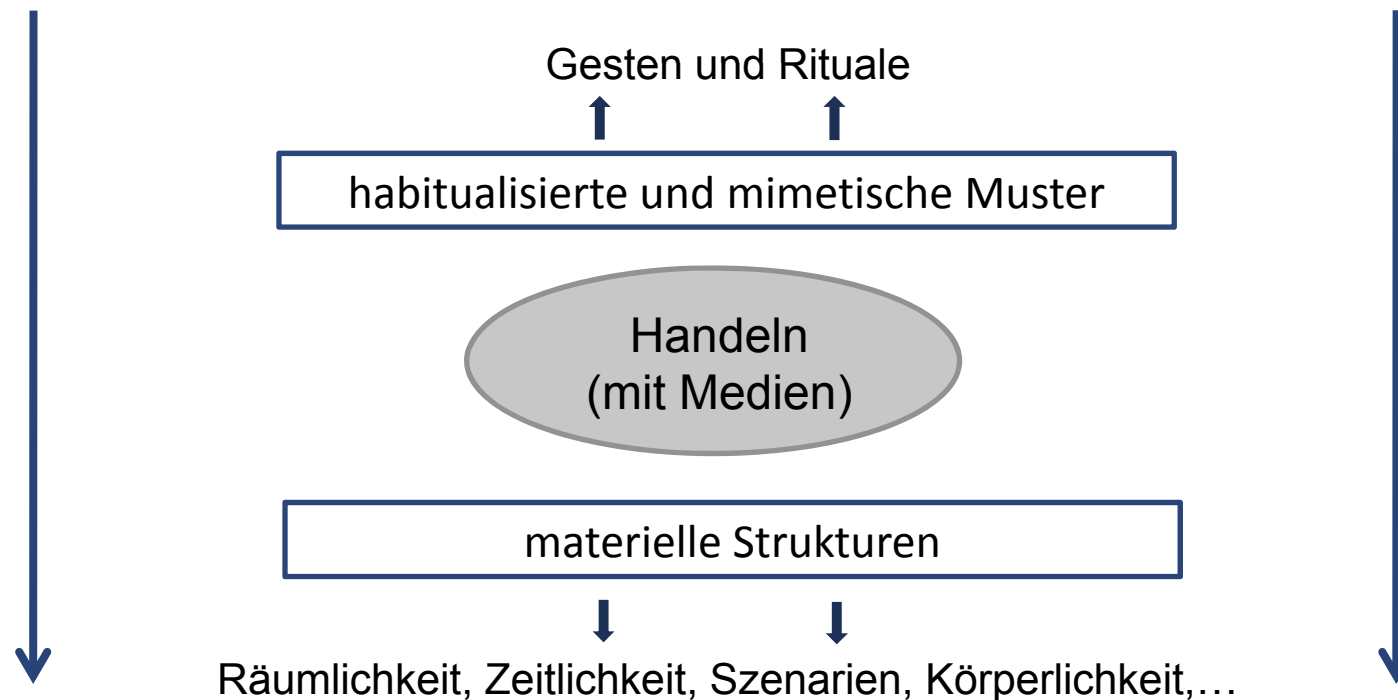 Gesten und Rituale
habitualisierte und mimetische Muster
Handeln
(mit Medien)
materielle Strukturen
Räumlichkeit, Zeitlichkeit, Szenarien, Körperlichkeit,…